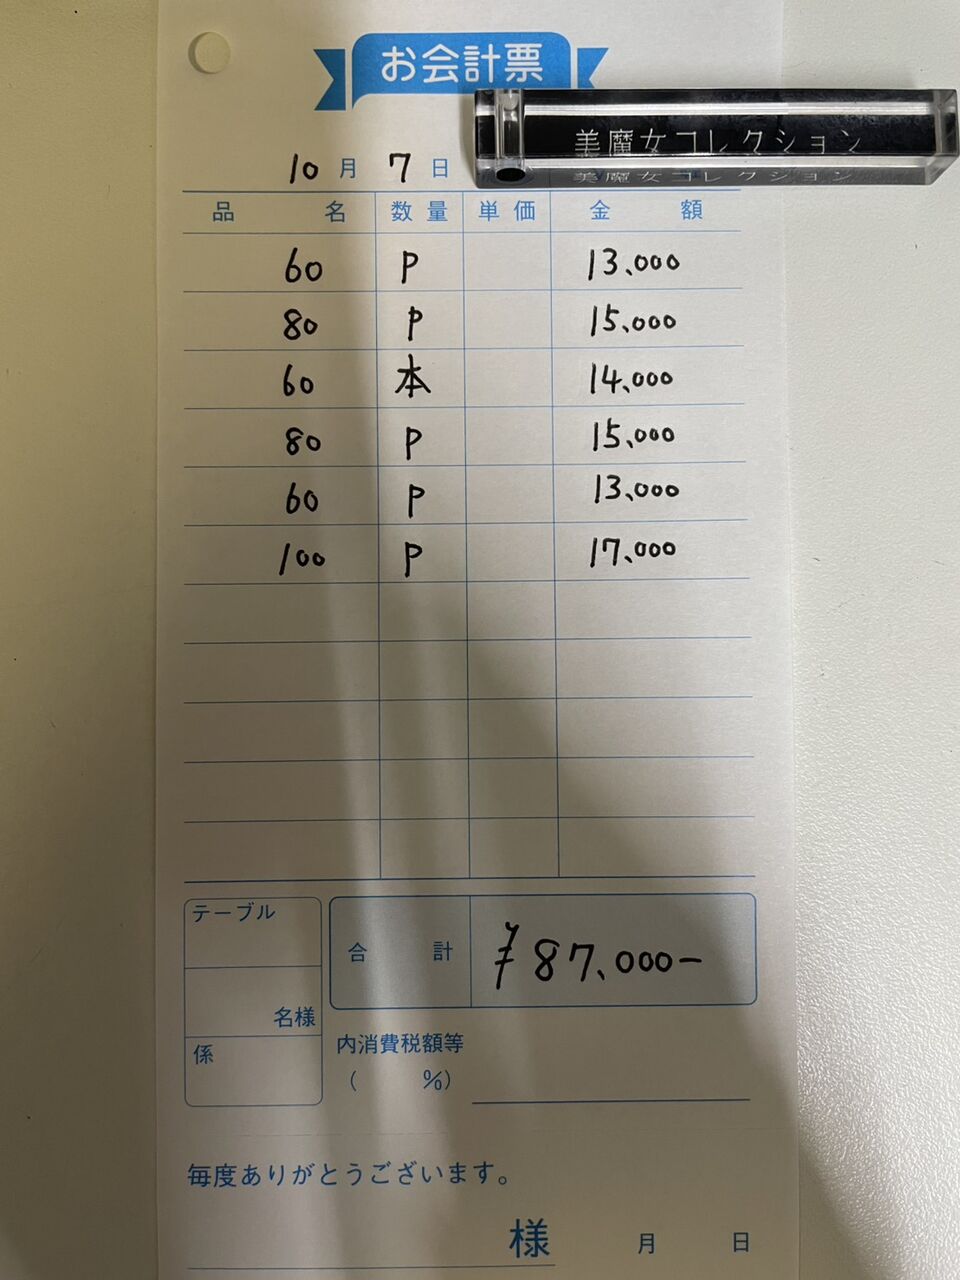 お会計票
美魔女コレクション
美魔女コレクション
10月7日
品名 数量 単価 金額
60 P 13,000
80 P 15,000
60 本 14,000
80 P 15,000
60 P 13,000
100 P 17,000
テーブル
名様
係
合計 ¥87,000-
内消費税額等
( %)
毎度ありがとうございます。
様 月 日